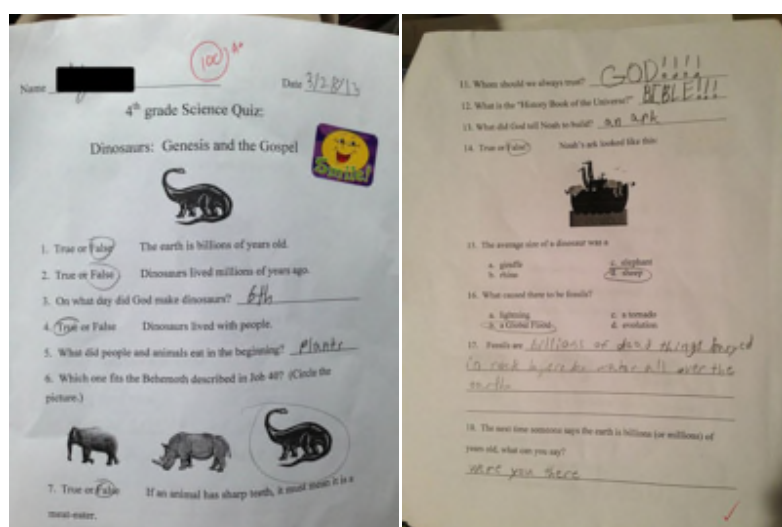 100 A+
Name
Date 3/28/13
4th grade Science Quiz:
Dinosaurs: Genesis and the Gospel
Smile!
1. True or False The earth is billions of years old.
2. True or False Dinosaurs lived millions of years ago.
3. On what day did God make dinosaurs? 6th
4. True or False Dinosaurs lived with people.
5. What did people and animals eat in the beginning? Plants
6. Which one fits the Behemoth described in Job 40? (Circle the
picture.)
7. True or False If an animal has sharp teeth, it must mean it is a
meat-eater.
11. Whom should we always trust? GOD!!!!
12. What is the "History Book of the Universe?" BIBLE!!!
13. What did God tell Noah to build? an ark
14. True or False Noah's ark looked like this:
15. The average size of a dinosaur was a
a. giraffe c. elephant
b. rhino d. sheep
16. What caused there to be fossils?
a. lightning c. a tornado
b. a Global Flood d. evolution
17. Fossils are billions of dead things buryed
in rock layers by water all over the
earth
18. The next time someone says the earth is billions (or millions) of
years old, what can you say?
Were you there